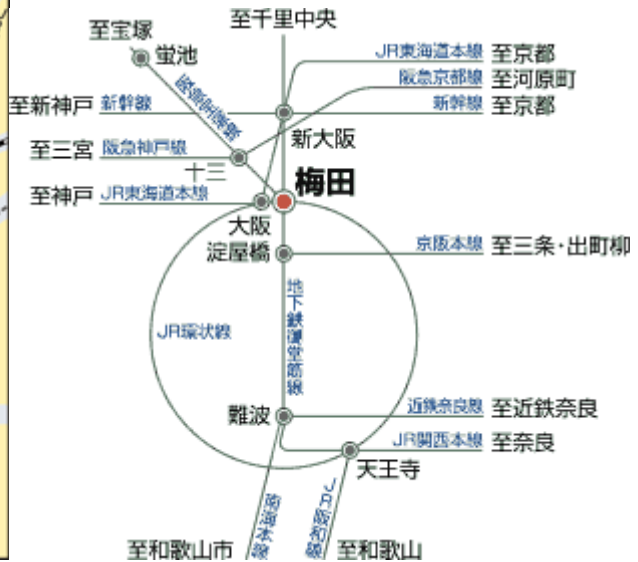 至千里中央
至宝塚
蛍池
JR東海道本線 至京都
阪急京都線 至河原町
阪急宝塚線
至新神戸 新幹線
新幹線 至京都
新大阪
至三宮 阪急神戸線
十三
梅田
至神戸 JR東海道本線
大阪
淀屋橋
京阪本線 至三条・出町柳
地下鉄御堂筋線
JR環状線
難波
近鉄奈良線 至近鉄奈良
JR関西本線 至奈良
天王寺
南海本線
JR阪和線
至和歌山市
至和歌山